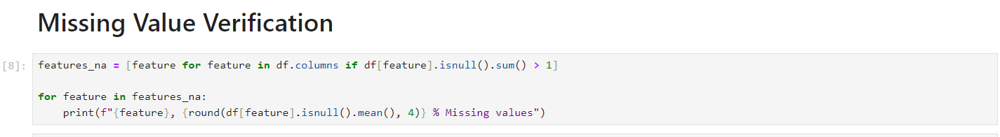 Missing Value Verification
[8]: features_na = [feature for feature in df.columns if df[feature].isnull().sum() > 1]
for feature in features_na:
    print(f"{feature}, {round(df[feature].isnull().mean(), 4)} % Missing values")